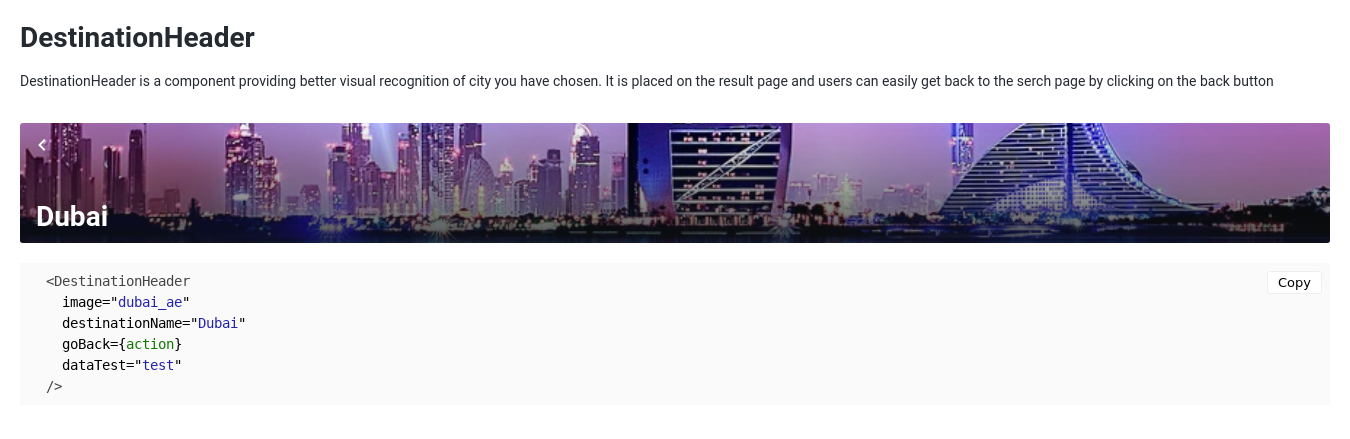 DestinationHeader
DestinationHeader is a component providing better visual recognition of city you have chosen. It is placed on the result page and users can easily get back to the serch page by clicking on the back button
Dubai
<DestinationHeader
Copy
image="dubai_ae"
destinationName="Dubai"
goBack={action}
dataTest="test"
/>